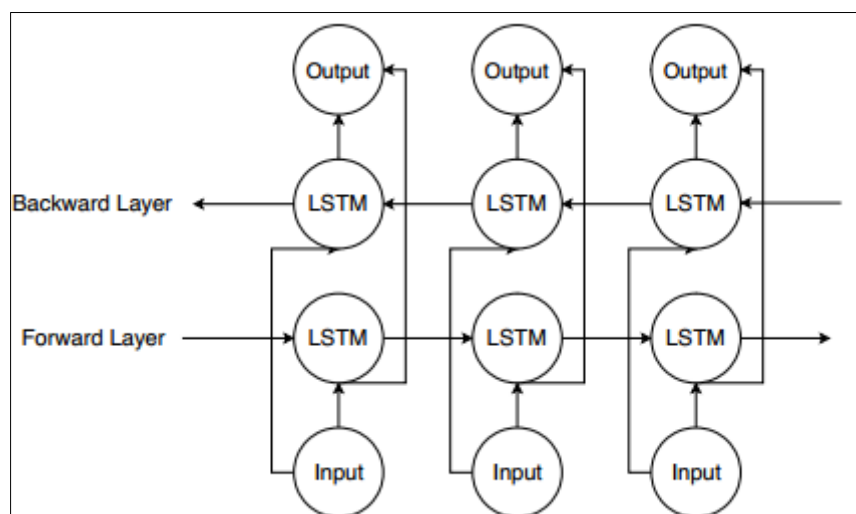 Output Output Output
Backward Layer LSTM LSTM LSTM
Forward Layer LSTM LSTM LSTM
Input Input Input